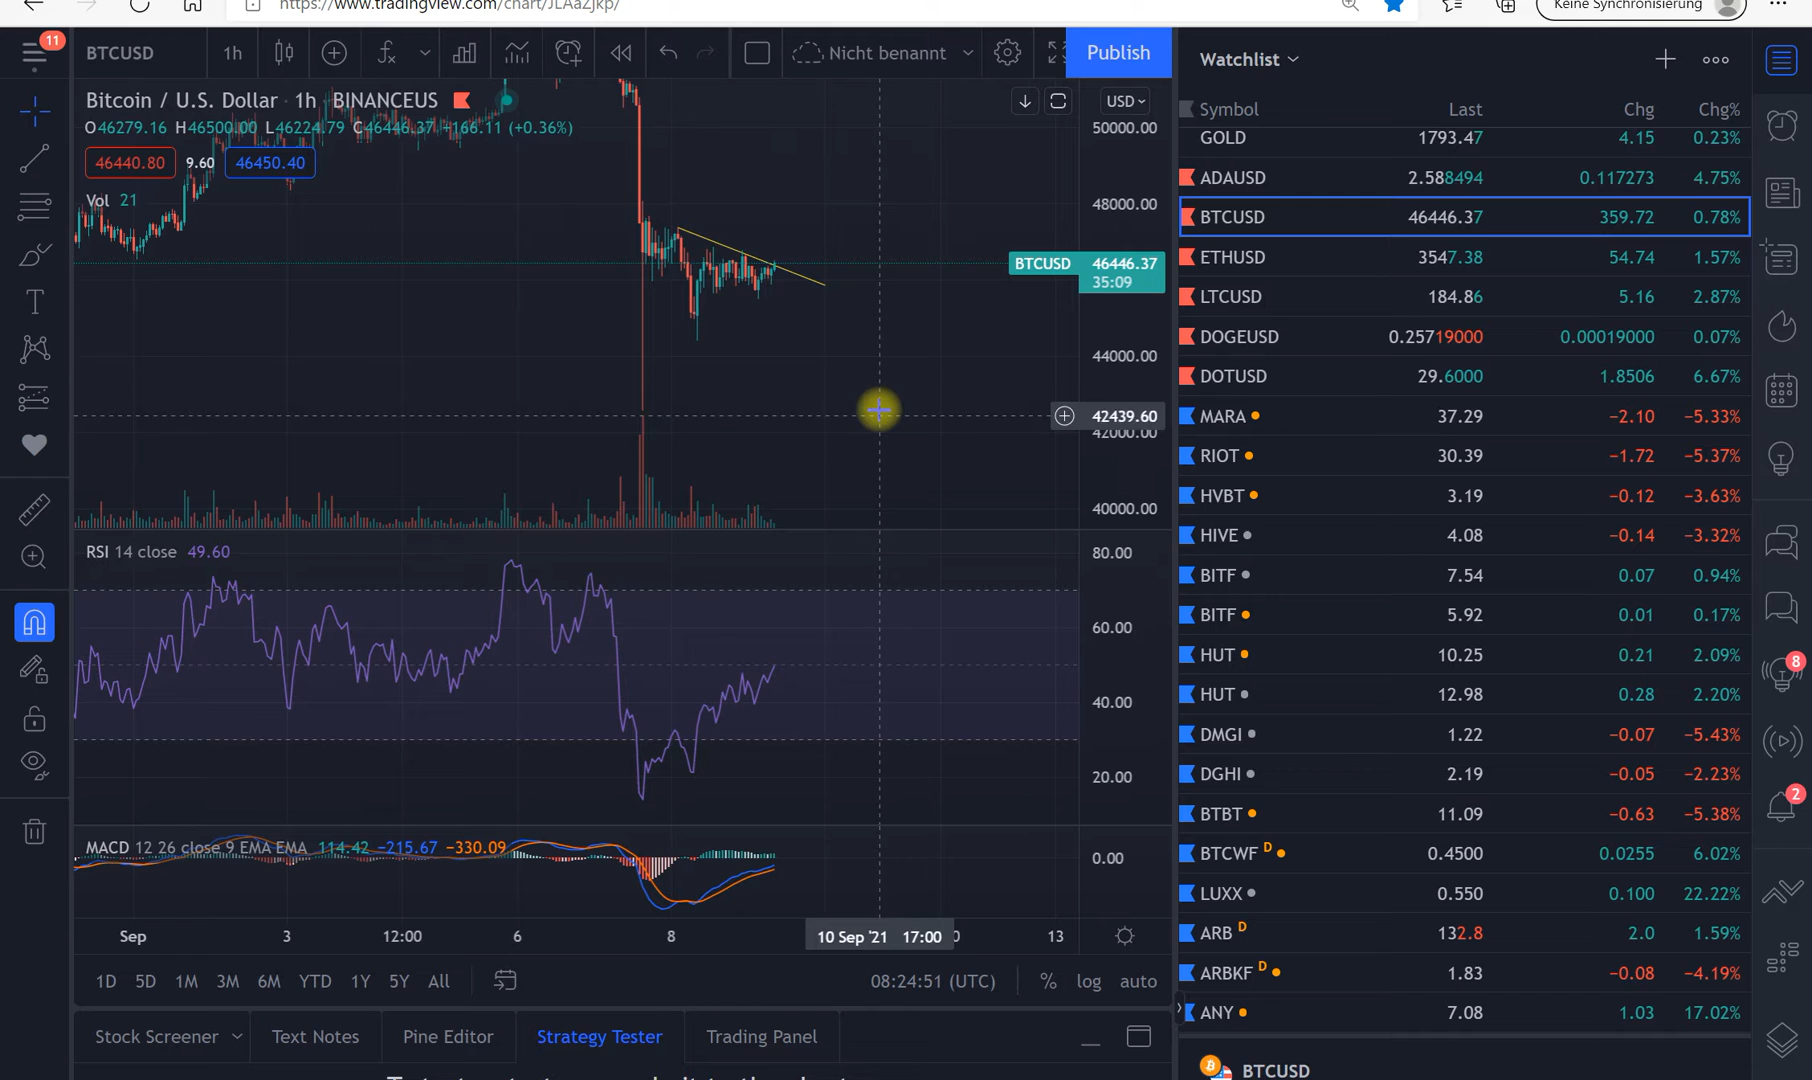 https://www.tradingview.com/chart/JLAaZjkp/
Keine Synchronisierung
11
BTCUSD 1h Nicht benannt Publish
Bitcoin / U.S. Dollar · 1h BINANCEUS
O46279.16 H46500.00 L46224.79 C46446.37 +166.11 (+0.36%)
46440.80 9.60 46450.40
Vol 21
USD
50000.00
48000.00
BTCUSD 46446.37
35:09
44000.00
42439.60
42000.00
40000.00
RSI 14 close 49.60
80.00
60.00
40.00
20.00
MACD 12 26 close 9 EMA EMA 114.42 −215.67 −330.09
0.00
Sep 3 12:00 6 8 10 Sep '21 17:00 13
1D 5D 1M 3M 6M YTD 1Y 5Y All 08:24:51 (UTC) % log auto
Stock Screener Text Notes Pine Editor Strategy Tester Trading Panel
Watchlist
Symbol Last Chg Chg%
GOLD 1793.47 4.15 0.23%
ADAUSD 2.588494 0.117273 4.75%
BTCUSD 46446.37 359.72 0.78%
ETHUSD 3547.38 54.74 1.57%
LTCUSD 184.86 5.16 2.87%
DOGEUSD 0.25719000 0.00019000 0.07%
DOTUSD 29.6000 1.8506 6.67%
MARA 37.29 −2.10 −5.33%
RIOT 30.39 −1.72 −5.37%
HVBT 3.19 −0.12 −3.63%
HIVE 4.08 −0.14 −3.32%
BITF 7.54 0.07 0.94%
BITF 5.92 0.01 0.17%
HUT 10.25 0.21 2.09%
HUT 12.98 0.28 2.20%
DMGI 1.22 −0.07 −5.43%
DGHI 2.19 −0.05 −2.23%
BTBT 11.09 −0.63 −5.38%
BTCWF D 0.4500 0.0255 6.02%
LUXX 0.550 0.100 22.22%
ARB D 132.8 2.0 1.59%
ARBKF D 1.83 −0.08 −4.19%
ANY 7.08 1.03 17.02%
BTCUSD
8
2